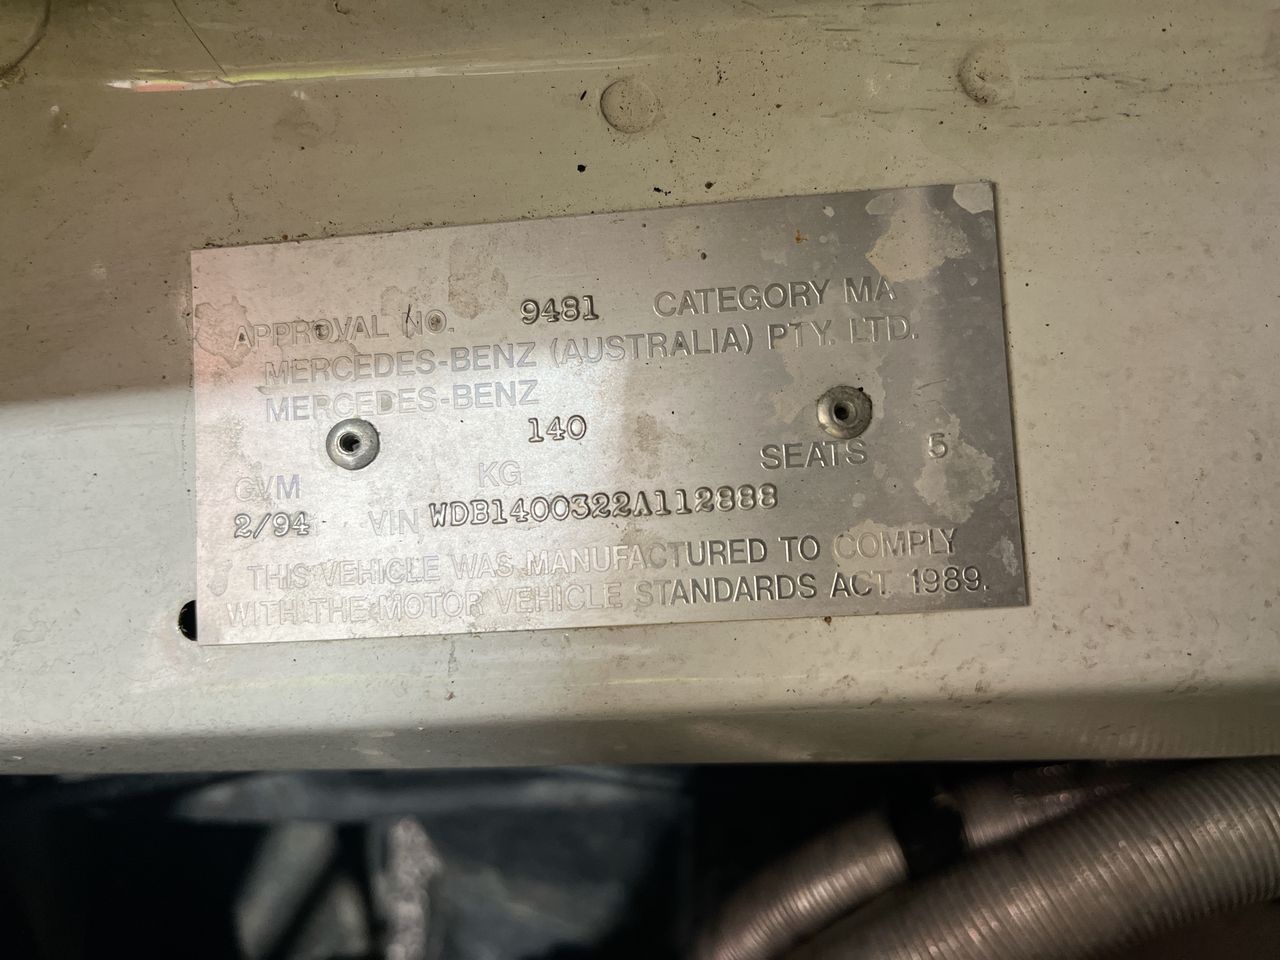 APPROVAL NO. 9481 CATEGORY MA
MERCEDES-BENZ (AUSTRALIA) PTY. LTD.
MERCEDES-BENZ
140
SEATS 5
GVM KG
2/94 VIN WDB1400322A112888
THIS VEHICLE WAS MANUFACTURED TO COMPLY
WITH THE MOTOR VEHICLE STANDARDS ACT 1989.